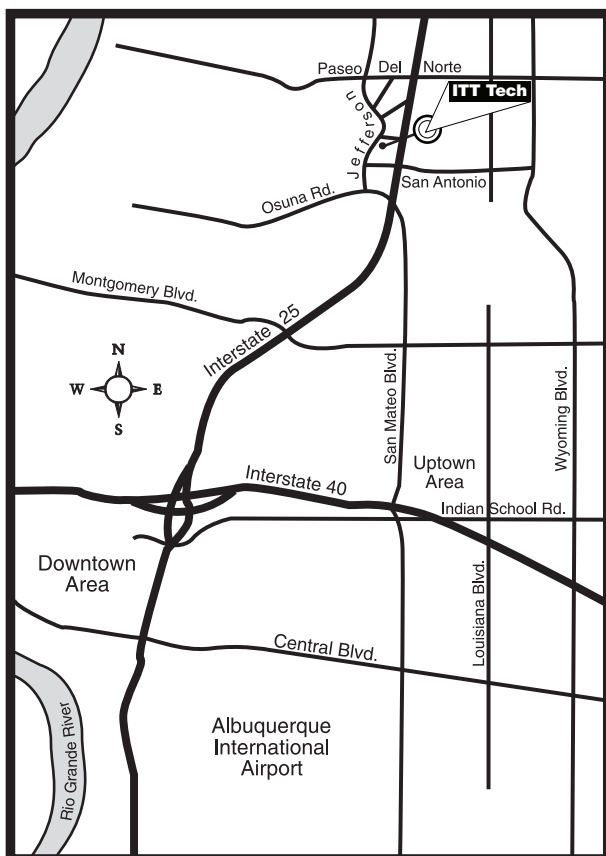 Paseo Del Norte
ITT Tech
Jefferson
San Antonio
Osuna Rd.
Montgomery Blvd.
Interstate 25
N
W E
S
San Mateo Blvd.
Wyoming Blvd.
Uptown
Area
Interstate 40
Indian School Rd.
Downtown
Area
Louisiana Blvd.
Central Blvd.
Rio Grande River
Albuquerque
International
Airport